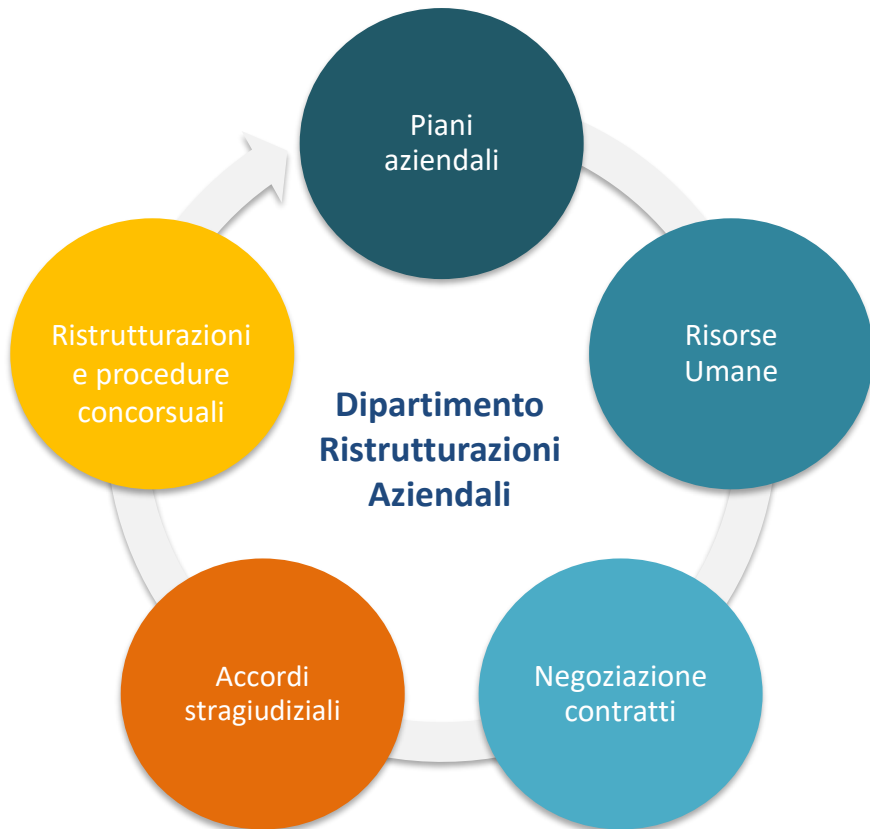 Piani
aziendali
Risorse
Umane
Negoziazione
contratti
Accordi
stragiudiziali
Ristrutturazioni
e procedure
concorsuali
Dipartimento
Ristrutturazioni
Aziendali